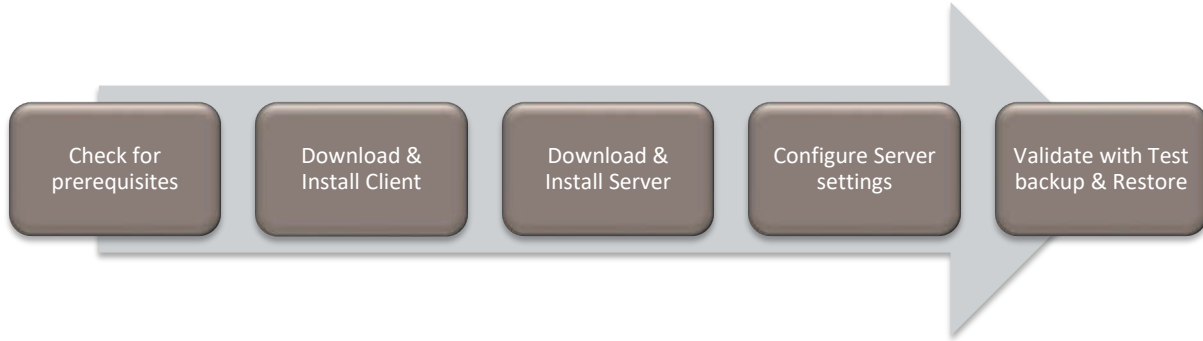 Check for
prerequisites
Download &
Install Client
Download &
Install Server
Configure Server
settings
Validate with Test
backup & Restore